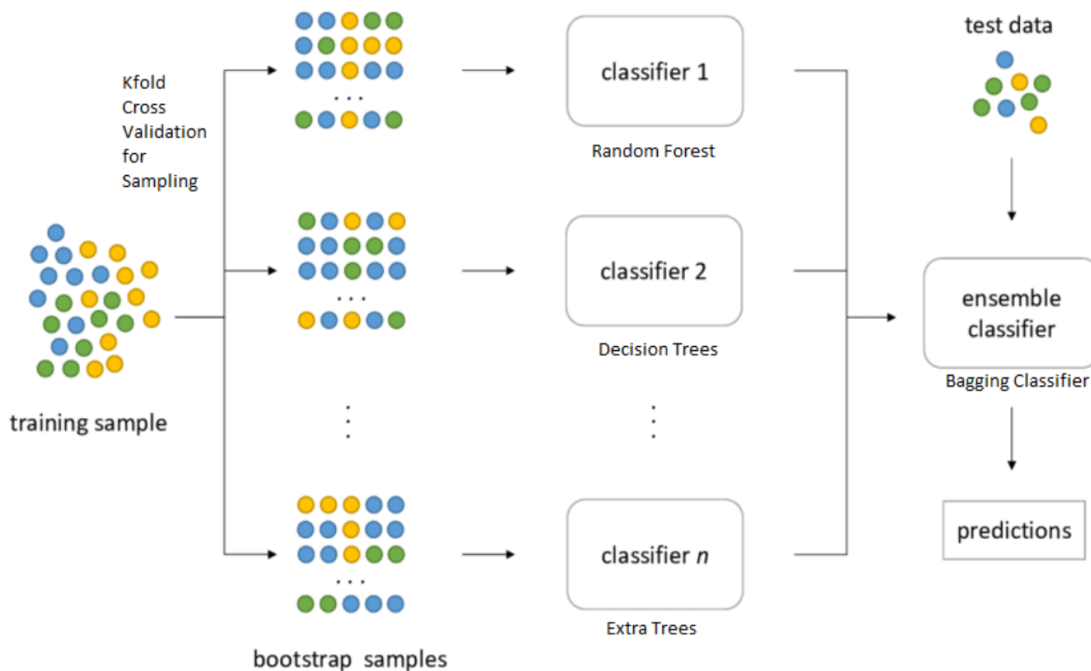 Kfold
Cross
Validation
for
Sampling
training sample
...
...
...
...
...
bootstrap samples
classifier 1
Random Forest
classifier 2
Decision Trees
classifier n
Extra Trees
test data
ensemble
classifier
Bagging Classifier
predictions